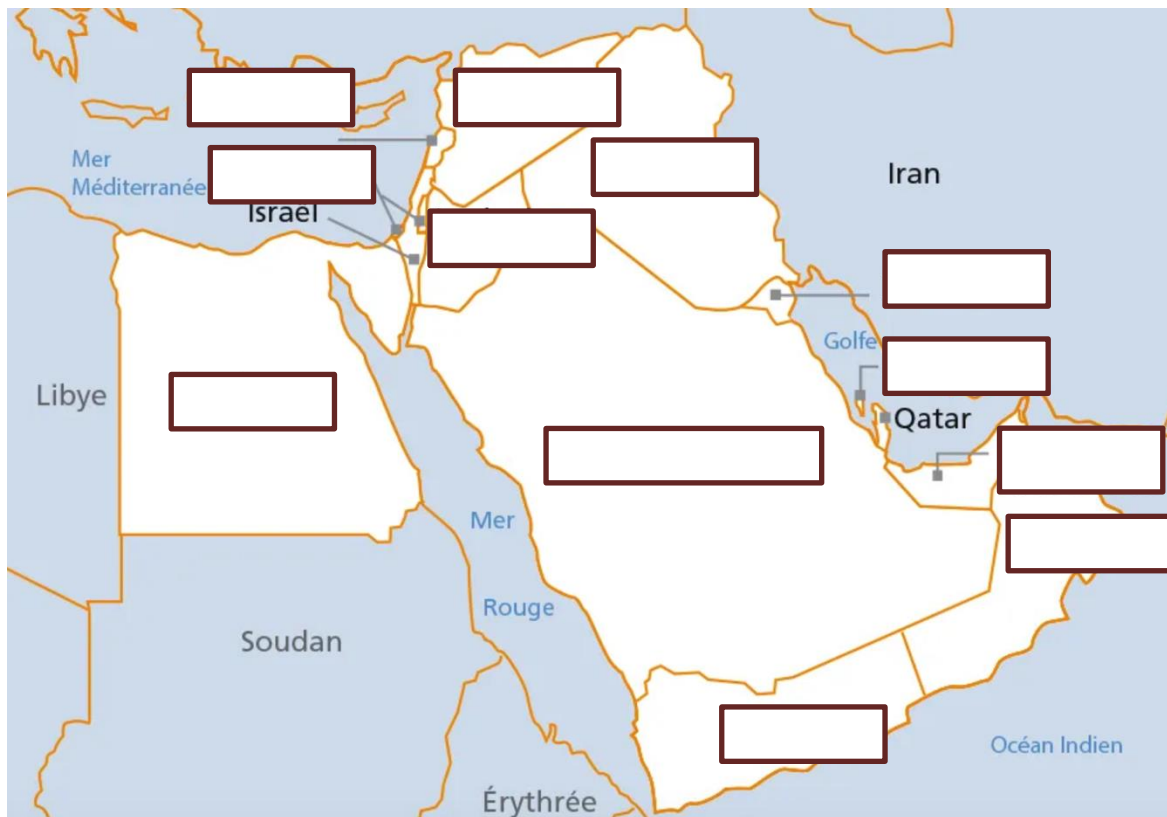 Mer
Méditerranée
Israël
Iran
Golfe
Libye
Qatar
Mer
Rouge
Soudan
Océan Indien
Érythrée